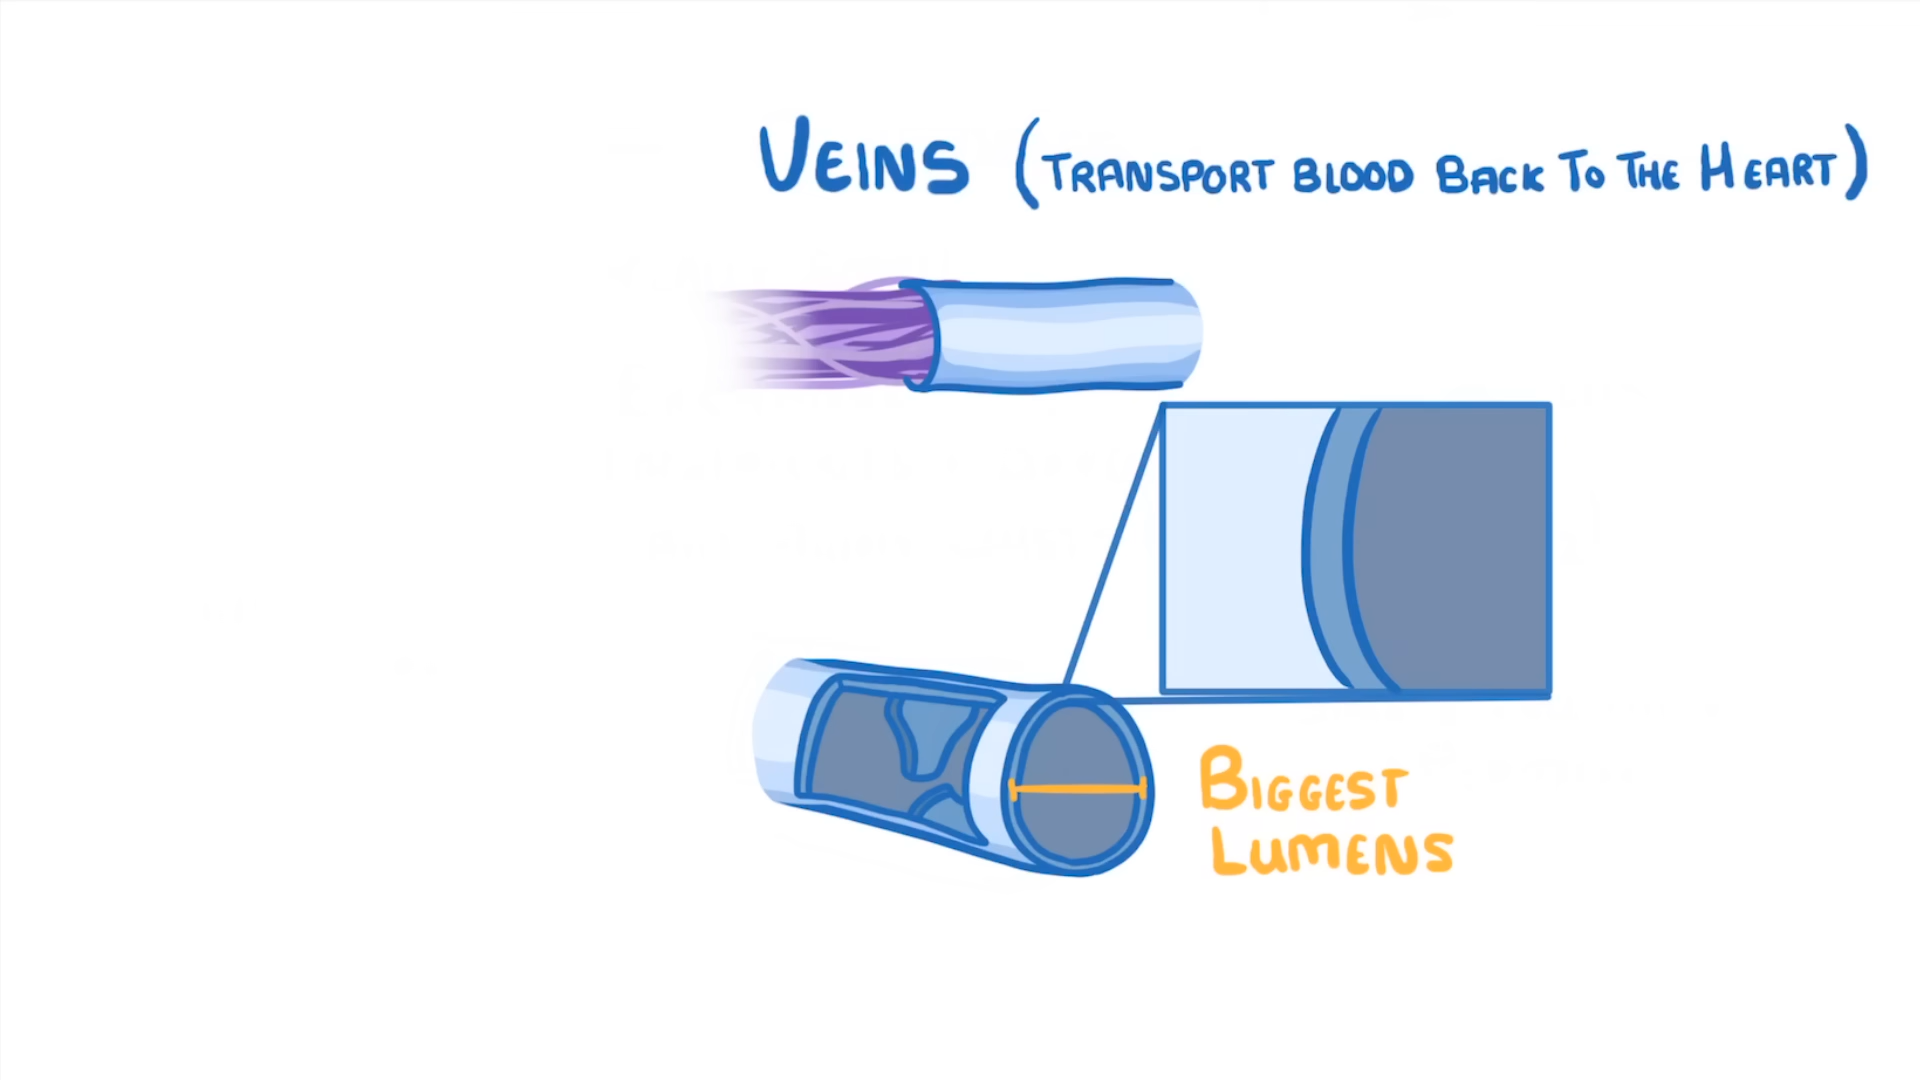 VEINS (TRANSPORT BLOOD BACK TO THE HEART)
BIGGEST
LUMENS